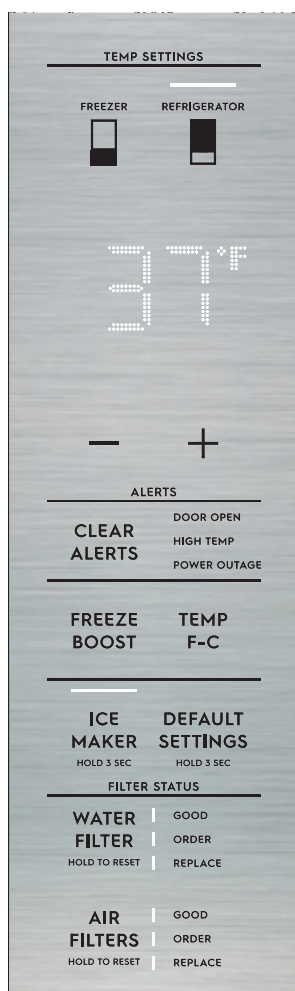 TEMP SETTINGS
FREEZER REFRIGERATOR
37°F
− +
ALERTS
CLEAR ALERTS
DOOR OPEN
HIGH TEMP
POWER OUTAGE
FREEZE BOOST
TEMP F-C
ICE MAKER
HOLD 3 SEC
DEFAULT SETTINGS
HOLD 3 SEC
FILTER STATUS
WATER FILTER
HOLD TO RESET
GOOD
ORDER
REPLACE
AIR FILTERS
HOLD TO RESET
GOOD
ORDER
REPLACE